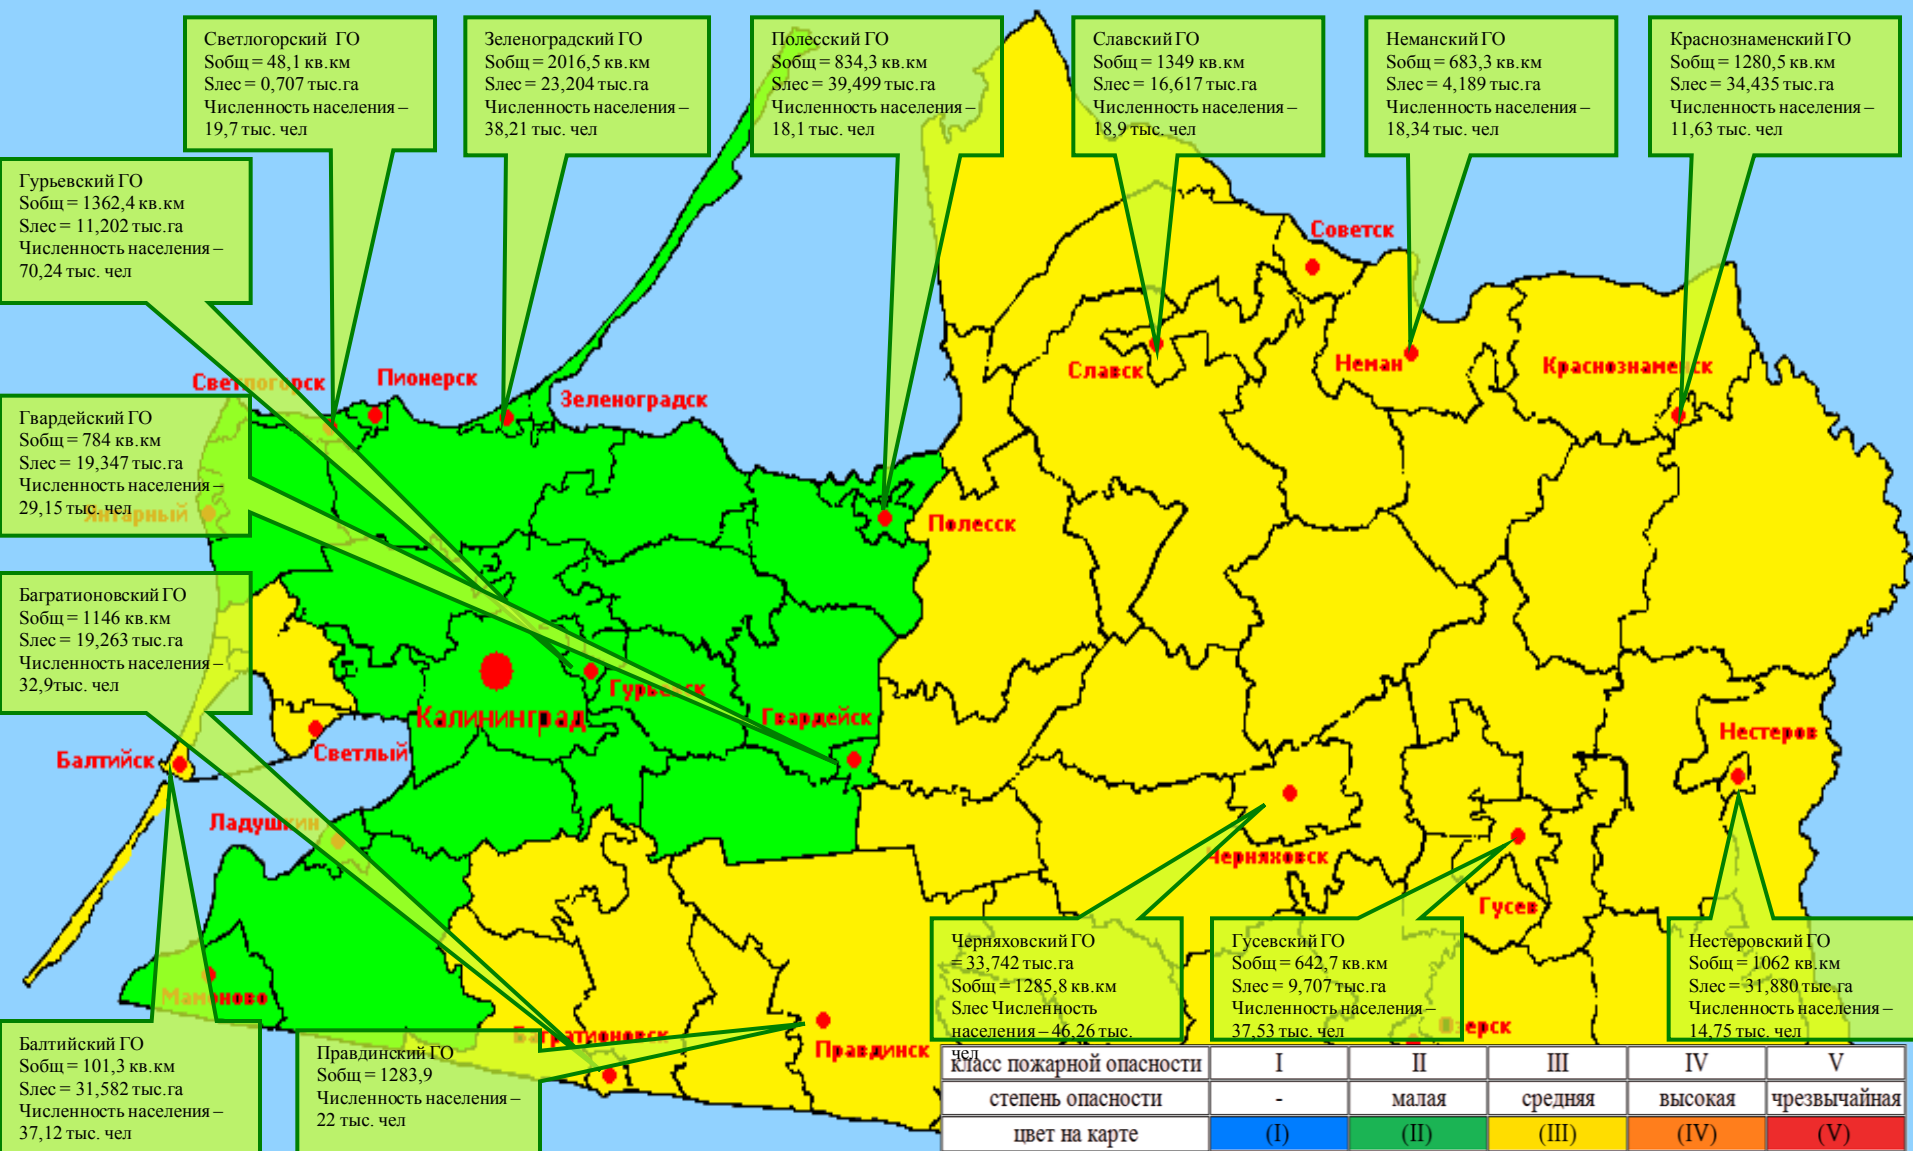 Светлогорский ГО
Sобщ = 48,1 кв.км
Sлес = 0,707 тыс.га
Численность населения –
19,7 тыс. чел
Зеленоградский ГО
Sобщ = 2016,5 кв.км
Sлес = 23,204 тыс.га
Численность населения –
38,21 тыс. чел
Полесский ГО
Sобщ = 834,3 кв.км
Sлес = 39,499 тыс.га
Численность населения –
18,1 тыс. чел
Славский ГО
Sобщ = 1349 кв.км
Sлес = 16,617 тыс.га
Численность населения –
18,9 тыс. чел
Неманский ГО
Sобщ = 683,3 кв.км
Sлес = 4,189 тыс.га
Численность населения –
18,34 тыс. чел
Краснознаменский ГО
Sобщ = 1280,5 кв.км
Sлес = 34,435 тыс.га
Численность населения –
11,63 тыс. чел
Гурьевский ГО
Sобщ = 1362,4 кв.км
Sлес = 11,202 тыс.га
Численность населения –
70,24 тыс. чел
Советск
Славск
Неман
Краснознаменск
Светлогорск
Пионерск
Зеленоградск
Гвардейский ГО
Sобщ = 784 кв.км
Sлес = 19,347 тыс.га
Численность населения –
29,15 тыс. чел
Янтарный
Полесск
Багратионовский ГО
Sобщ = 1146 кв.км
Sлес = 19,263 тыс.га
Численность населения –
32,9тыс. чел
Гурьевск
Калининград
Гвардейск
Нестеров
Балтийск
Светлый
Ладушкин
Черняховск
Гусев
Мамоново
Багратионовск
Правдинск
Озерск
Черняховский ГО
= 33,742 тыс.га
Sобщ = 1285,8 кв.км
Sлес Численность
населения – 46,26 тыс.
чел
Гусевский ГО
Sобщ = 642,7 кв.км
Sлес = 9,707 тыс.га
Численность населения –
37,53 тыс. чел
Нестеровский ГО
Sобщ = 1062 кв.км
Sлес = 31,880 тыс.га
Численность населения –
14,75 тыс. чел
Балтийский ГО
Sобщ = 101,3 кв.км
Sлес = 31,582 тыс.га
Численность населения –
37,12 тыс. чел
Правдинский ГО
Sобщ = 1283,9
Численность населения –
22 тыс. чел
класс пожарной опасности I II III IV V
степень опасности - малая средняя высокая чрезвычайная
цвет на карте (I) (II) (III) (IV) (V)